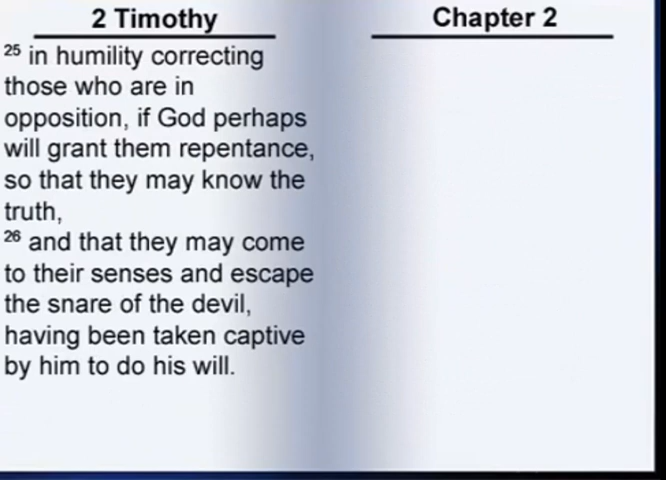 2 Timothy
Chapter 2
25 in humility correcting
those who are in
opposition, if God perhaps
will grant them repentance,
so that they may know the
truth,
26 and that they may come
to their senses and escape
the snare of the devil,
having been taken captive
by him to do his will.